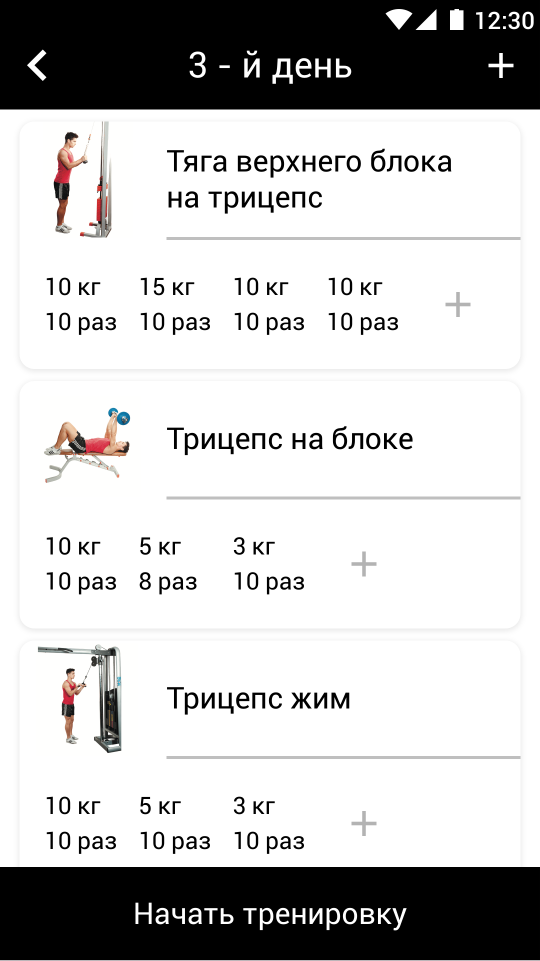 12:30
3 - й день
Тяга верхнего блока
на трицепс
10 кг 15 кг 10 кг 10 кг
10 раз 10 раз 10 раз 10 раз
Трицепс на блоке
10 кг 5 кг 3 кг
10 раз 8 раз 10 раз
Трицепс жим
10 кг 5 кг 3 кг
10 раз 10 раз 10 раз
Начать тренировку